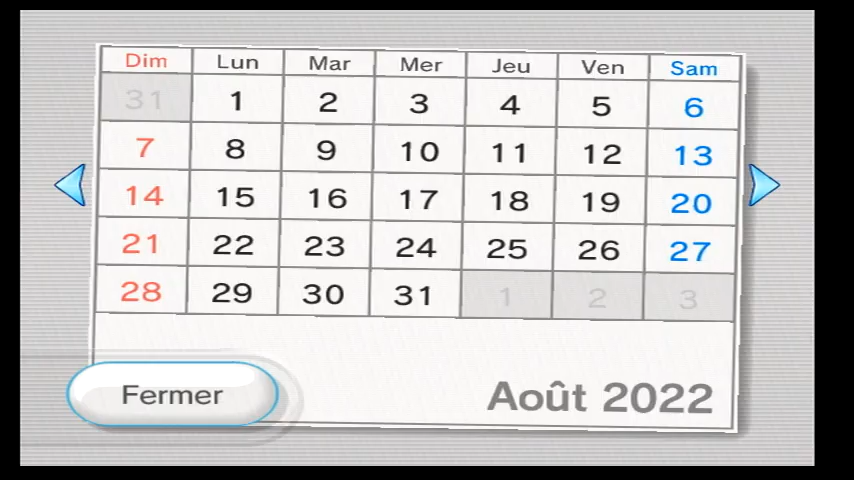 Dim Lun Mar Mer Jeu Ven Sam
31 1 2 3 4 5 6
7 8 9 10 11 12 13
14 15 16 17 18 19 20
21 22 23 24 25 26 27
28 29 30 31 1 2 3
Fermer
Août 2022